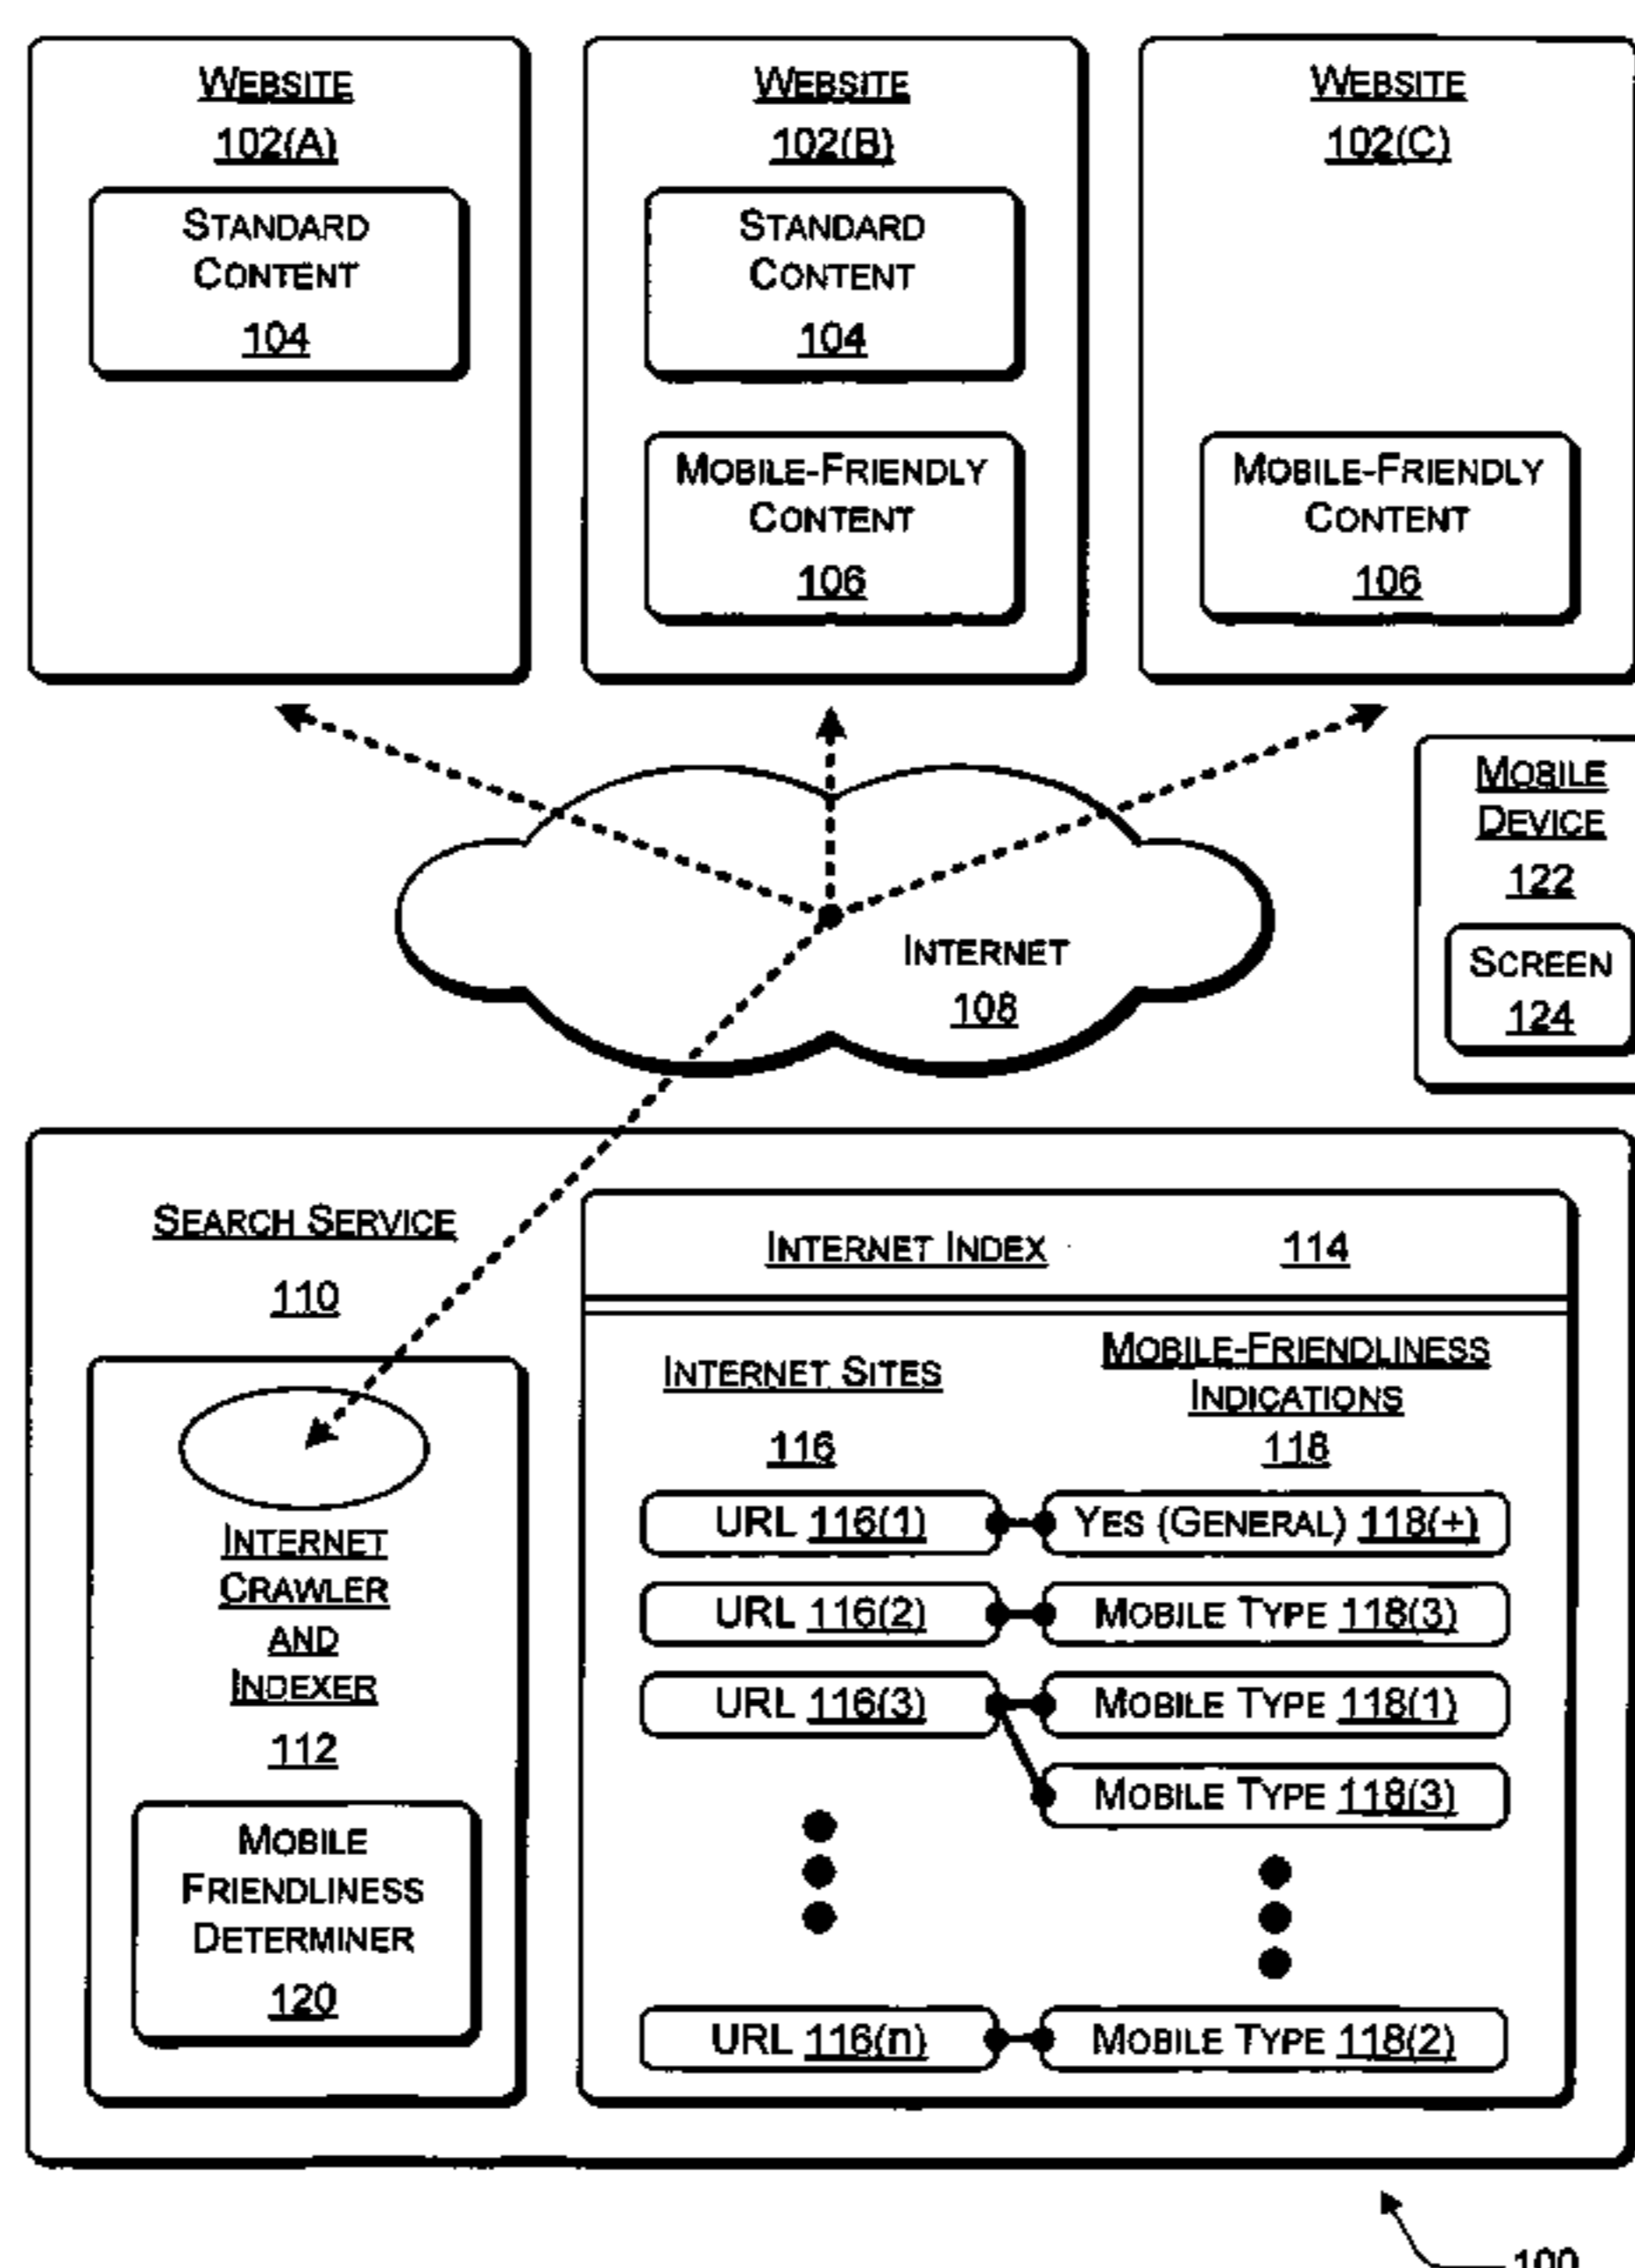 WEBSITE
102(A)
STANDARD
CONTENT
104
WEBSITE
102(B)
STANDARD
CONTENT
104
MOBILE-FRIENDLY
CONTENT
106
WEBSITE
102(C)
MOBILE-FRIENDLY
CONTENT
106
INTERNET
108
MOBILE
DEVICE
122
SCREEN
124
SEARCH SERVICE
110
INTERNET
CRAWLER
AND
INDEXER
112
MOBILE
FRIENDLINESS
DETERMINER
120
INTERNET INDEX 114
INTERNET SITES
116
MOBILE-FRIENDLINESS
INDICATIONS
118
URL 116(1) YES (GENERAL) 118(+)
URL 116(2) MOBILE TYPE 118(3)
URL 116(3) MOBILE TYPE 118(1)
MOBILE TYPE 118(3)
URL 116(n) MOBILE TYPE 118(2)
100